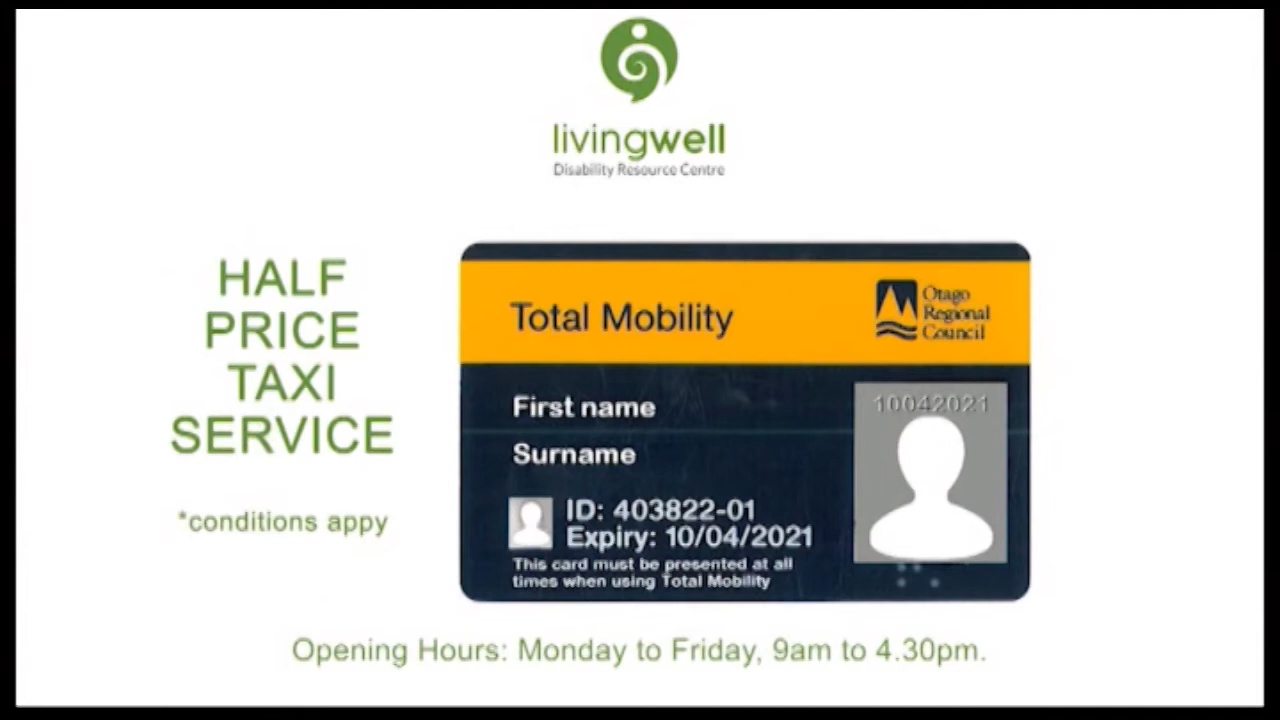 livingwell
Disability Resource Centre
HALF
PRICE
TAXI
SERVICE
*conditions appy
Total Mobility
Otago
Regional
Council
First name
10042021
Surname
ID: 403822-01
Expiry: 10/04/2021
This card must be presented at all
times when using Total Mobility
Opening Hours: Monday to Friday, 9am to 4.30pm.